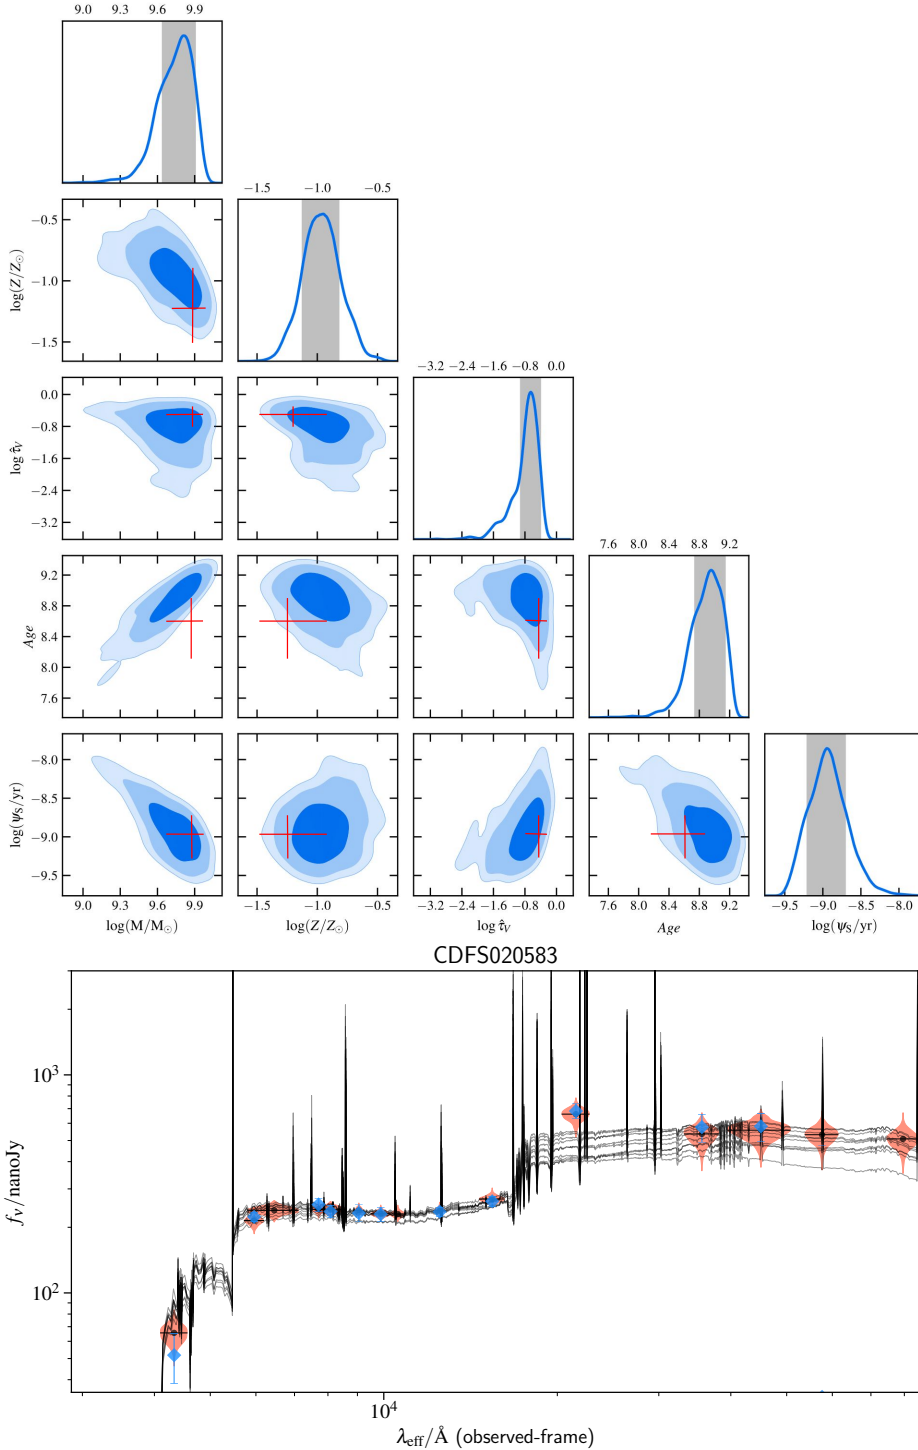 9.0 9.3 9.6 9.9
−1.5 −1.0 −0.5
log(Z/Z⊙)
−0.5
−1.0
−1.5
−3.2 −2.4 −1.6 −0.8 0.0
log τ̂V
0.0
−0.8
−1.6
−2.4
−3.2
7.6 8.0 8.4 8.8 9.2
Age
9.2
8.8
8.4
8.0
7.6
log(ψS/yr)
−8.0
−8.5
−9.0
−9.5
9.0 9.3 9.6 9.9
−1.5 −1.0 −0.5
−3.2 −2.4 −1.6 −0.8 0.0
7.6 8.0 8.4 8.8 9.2
−9.5 −9.0 −8.5 −8.0
log(M/M⊙)
log(Z/Z⊙)
log τ̂V
Age
log(ψS/yr)
CDFS020583
fν/nanoJy
10³
10²
10⁴
λeff/Å (observed-frame)